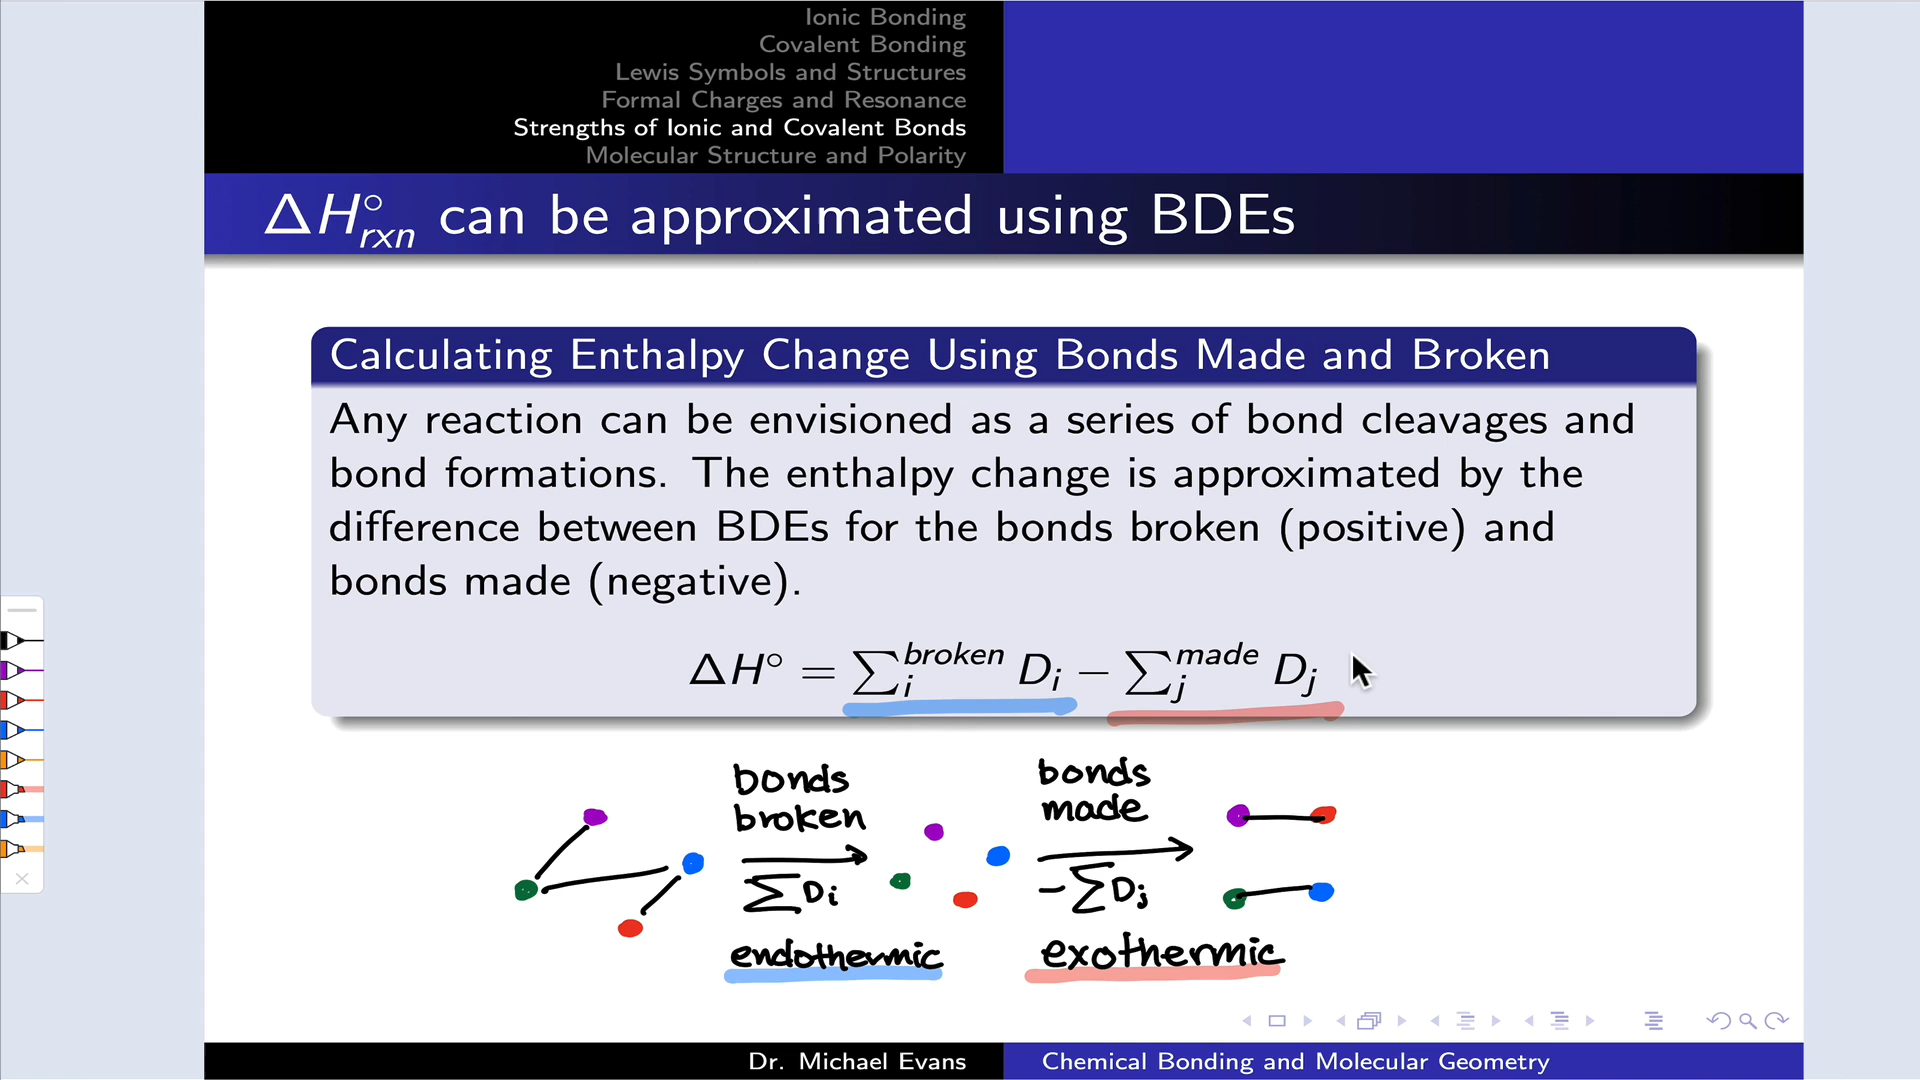 Ionic Bonding
Covalent Bonding
Lewis Symbols and Structures
Formal Charges and Resonance
Strengths of Ionic and Covalent Bonds
Molecular Structure and Polarity
ΔH°rxn can be approximated using BDEs
Calculating Enthalpy Change Using Bonds Made and Broken
Any reaction can be envisioned as a series of bond cleavages and
bond formations. The enthalpy change is approximated by the
difference between BDEs for the bonds broken (positive) and
bonds made (negative).
ΔH° = ∑ᵢ^broken Dᵢ − ∑ⱼ^made Dⱼ
bonds
broken
∑Dᵢ
endothermic
bonds
made
−∑Dⱼ
exothermic
Dr. Michael Evans
Chemical Bonding and Molecular Geometry